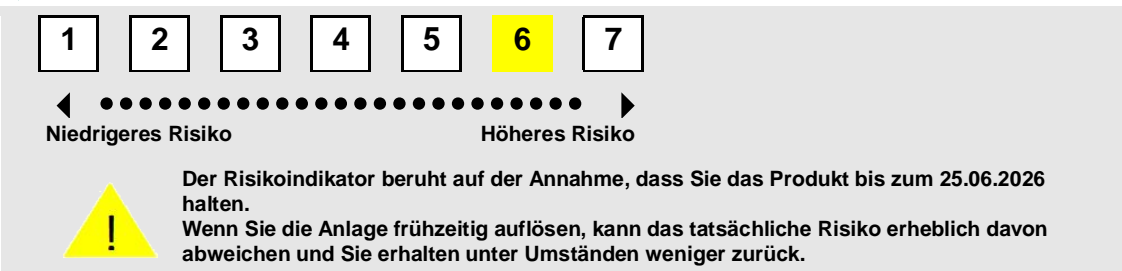 1 2 3 4 5 6 7
Niedrigeres Risiko Höheres Risiko
Der Risikoindikator beruht auf der Annahme, dass Sie das Produkt bis zum 25.06.2026
halten.
Wenn Sie die Anlage frühzeitig auflösen, kann das tatsächliche Risiko erheblich davon
abweichen und Sie erhalten unter Umständen weniger zurück.
!